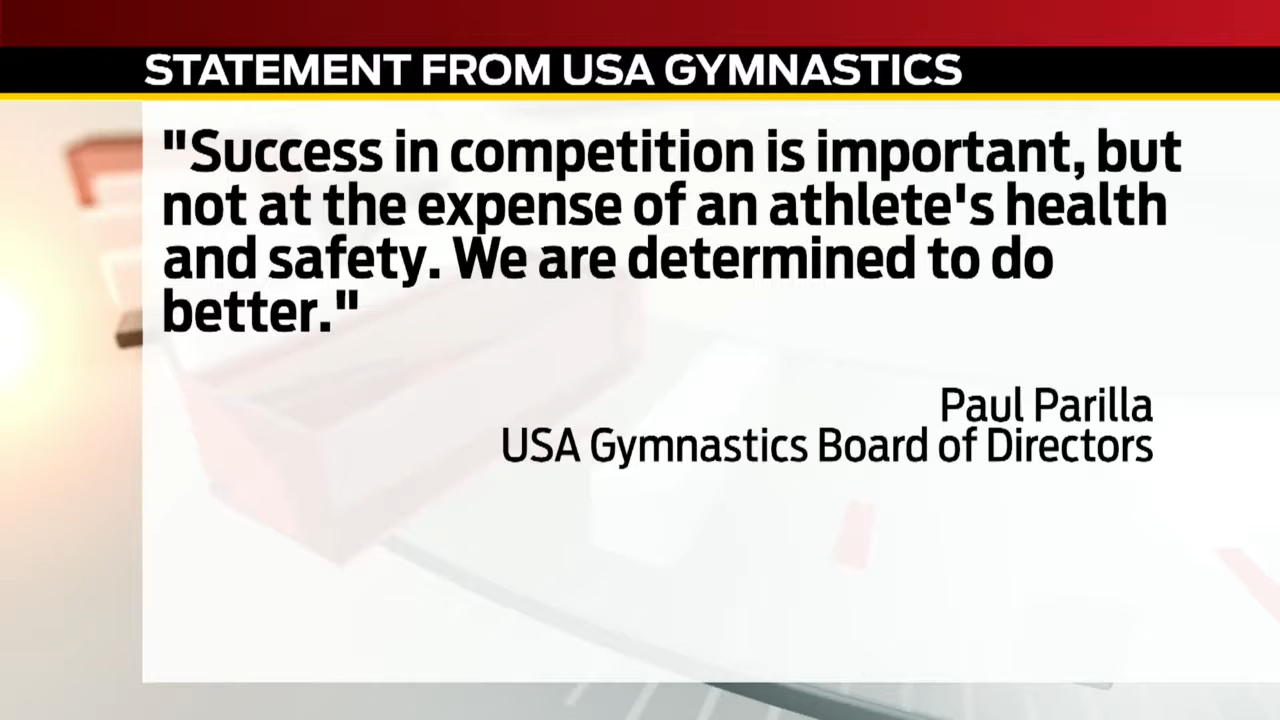 STATEMENT FROM USA GYMNASTICS
"Success in competition is important, but
not at the expense of an athlete's health
and safety. We are determined to do
better."
Paul Parilla
USA Gymnastics Board of Directors